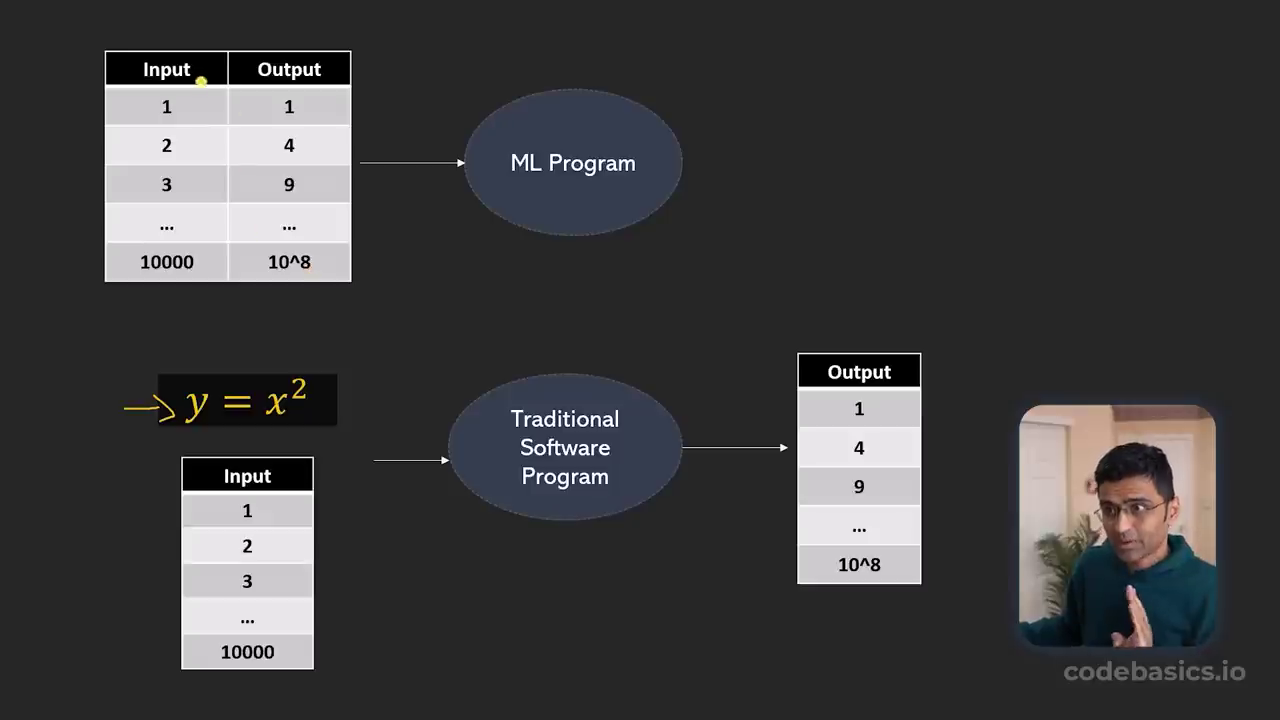 Input Output
1 1
2 4
3 9
... ...
10000 10^8
ML Program
y = x²
Input
1
2
3
...
10000
Traditional
Software
Program
Output
1
4
9
...
10^8
codebasics.io